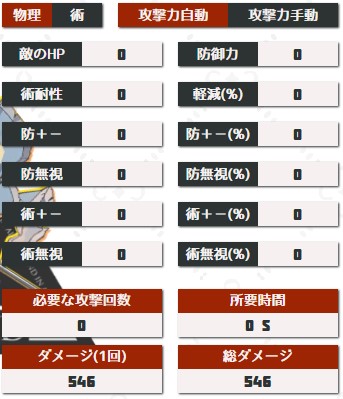 物理 術 攻撃力自動 攻撃力手動
敵のHP 0 防御力 0
術耐性 0 軽減(%) 0
防+− 0 防+−(%) 0
防無視 0 防無視(%) 0
術+− 0 術+−(%) 0
術無視 0 術無視(%) 0
必要な攻撃回数 所要時間
0 0 S
ダメージ(1回) 総ダメージ
546 546